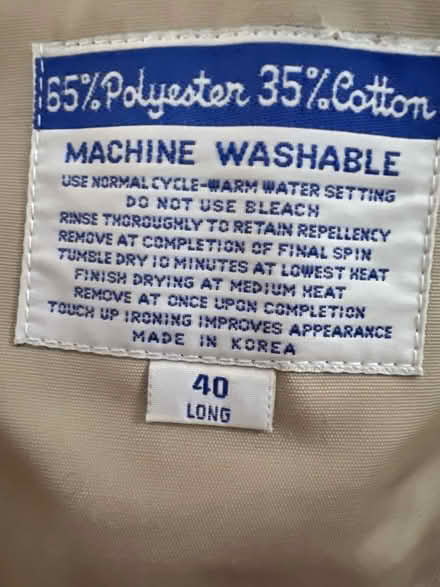 65% Polyester 35% Cotton
MACHINE WASHABLE
USE NORMAL CYCLE-WARM WATER SETTING
DO NOT USE BLEACH
RINSE THOROUGHLY TO RETAIN REPELLENCY
REMOVE AT COMPLETION OF FINAL SPIN
TUMBLE DRY 10 MINUTES AT LOWEST HEAT
FINISH DRYING AT MEDIUM HEAT
REMOVE AT ONCE UPON COMPLETION
TOUCH UP IRONING IMPROVES APPEARANCE
MADE IN KOREA
40
LONG